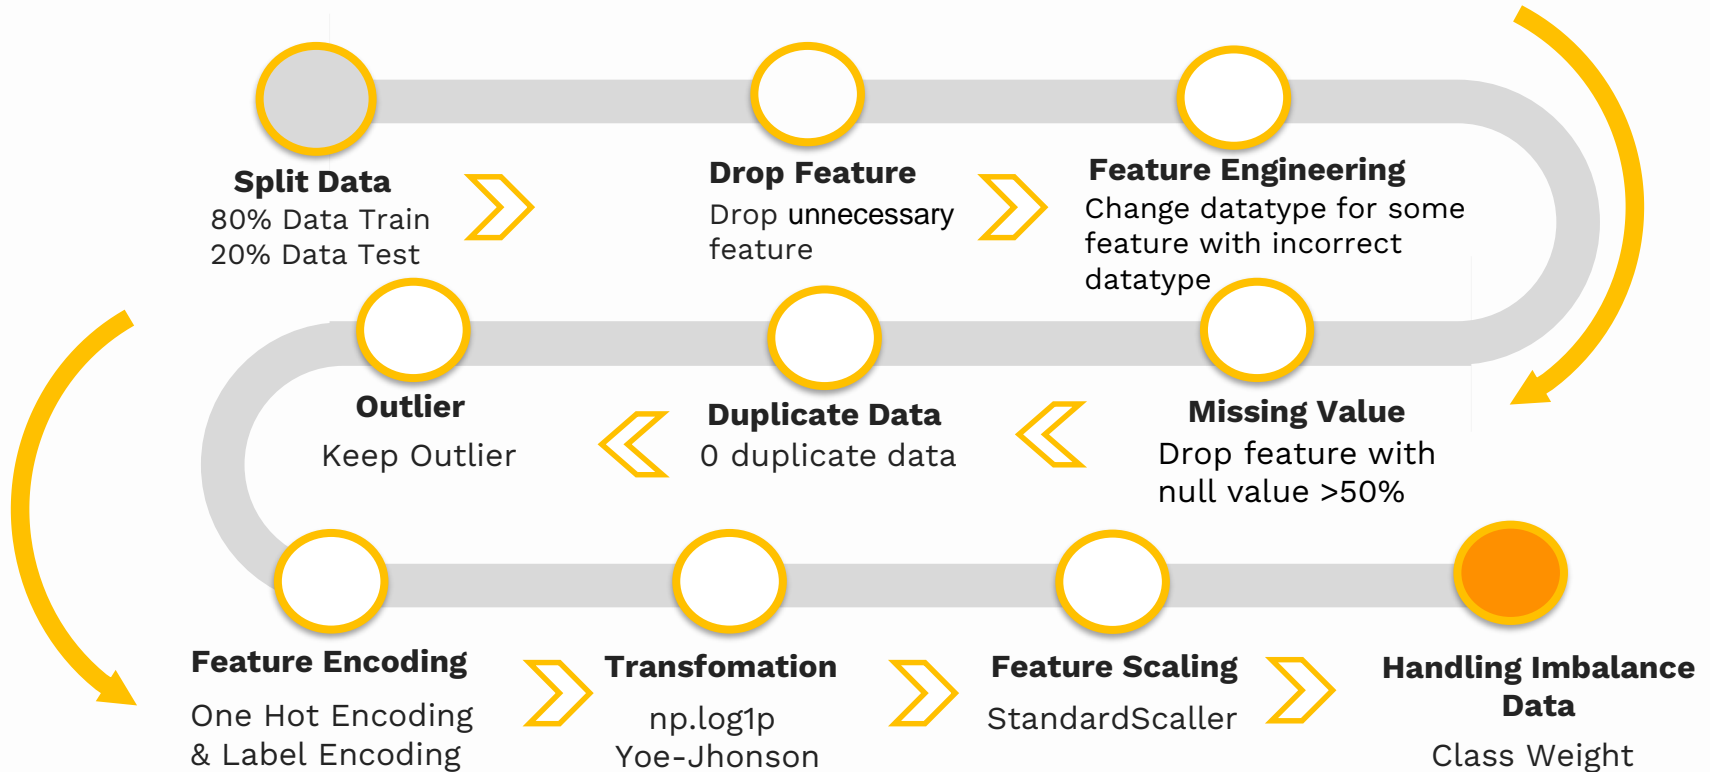 Split Data
80% Data Train
20% Data Test
Drop Feature
Drop unnecessary
feature
Feature Engineering
Change datatype for some
feature with incorrect
datatype
Missing Value
Drop feature with
null value >50%
Duplicate Data
0 duplicate data
Outlier
Keep Outlier
Feature Encoding
One Hot Encoding
& Label Encoding
Transfomation
np.log1p
Yoe-Jhonson
Feature Scaling
StandardScaller
Handling Imbalance
Data
Class Weight